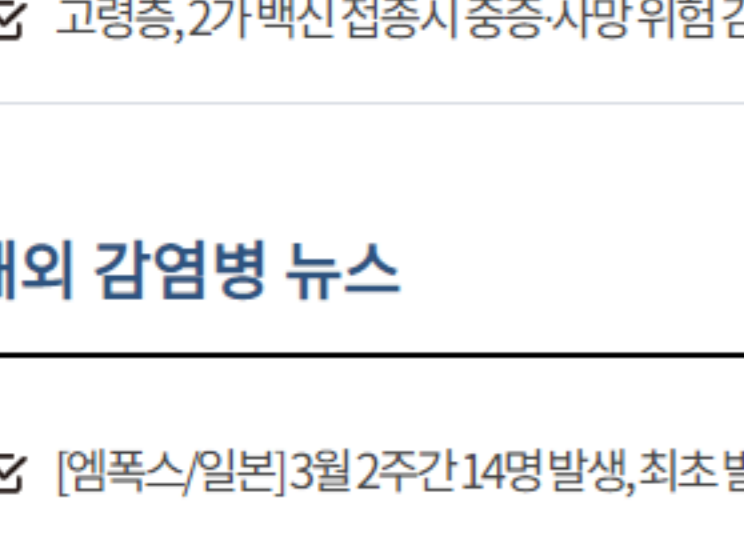 고령층, 2가 백신 접종시 중증·사망 위험
외 감염병 뉴스
[엠폭스/일본] 3월 2주간 14명 발생, 최초